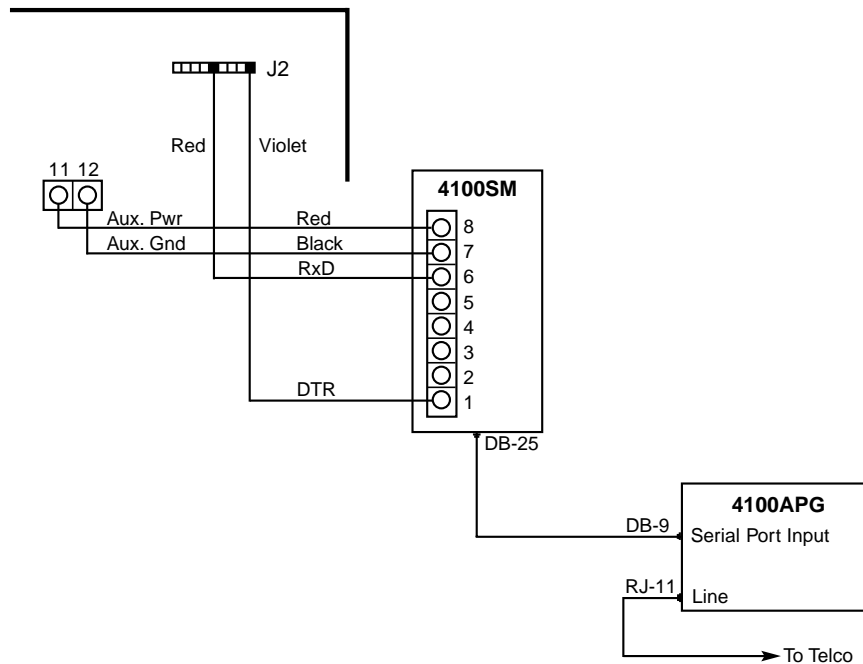 J2
Red Violet
11 12
4100SM
Aux. Pwr Red 8
Aux. Gnd Black 7
RxD 6
5
4
3
2
DTR 1
DB-25
4100APG
DB-9 Serial Port Input
RJ-11 Line
To Telco